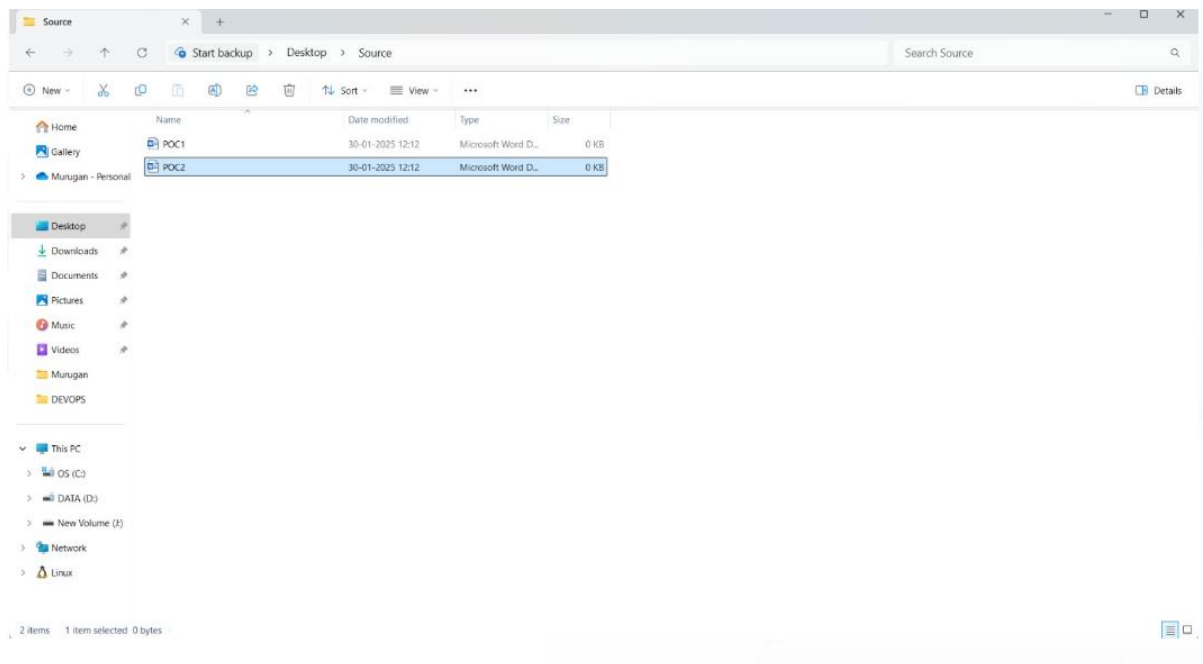 Source
Start backup > Desktop > Source
Search Source
New
Sort
View
Details
Name Date modified Type Size
POC1 30-01-2025 12:12 Microsoft Word D... 0 KB
POC2 30-01-2025 12:12 Microsoft Word D... 0 KB
Home
Gallery
Murugan - Personal
Desktop
Downloads
Documents
Pictures
Music
Videos
Murugan
DEVOPS
This PC
OS (C:)
DATA (D:)
New Volume (F:)
Network
Linux
2 items 1 item selected 0 bytes